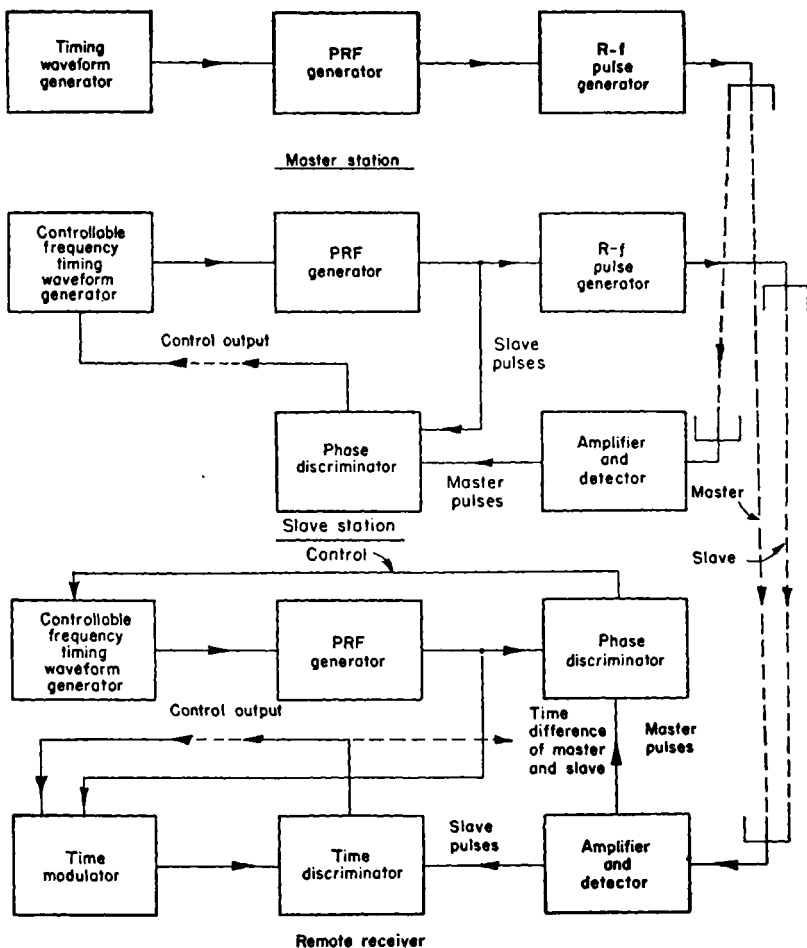 Timing
waveform
generator
PRF
generator
R-f
pulse
generator
Master station
Controllable
frequency
timing
waveform
generator
PRF
generator
R-f
pulse
generator
Control output
Slave
pulses
Phase
discriminator
Master
pulses
Amplifier
and
detector
Master
Slave station
Slave
Control
Controllable
frequency
timing
waveform
generator
PRF
generator
Phase
discriminator
Control output
Time
difference
of master
and slave
Master
pulses
Time
modulator
Time
discriminator
Slave
pulses
Amplifier
and
detector
Remote receiver